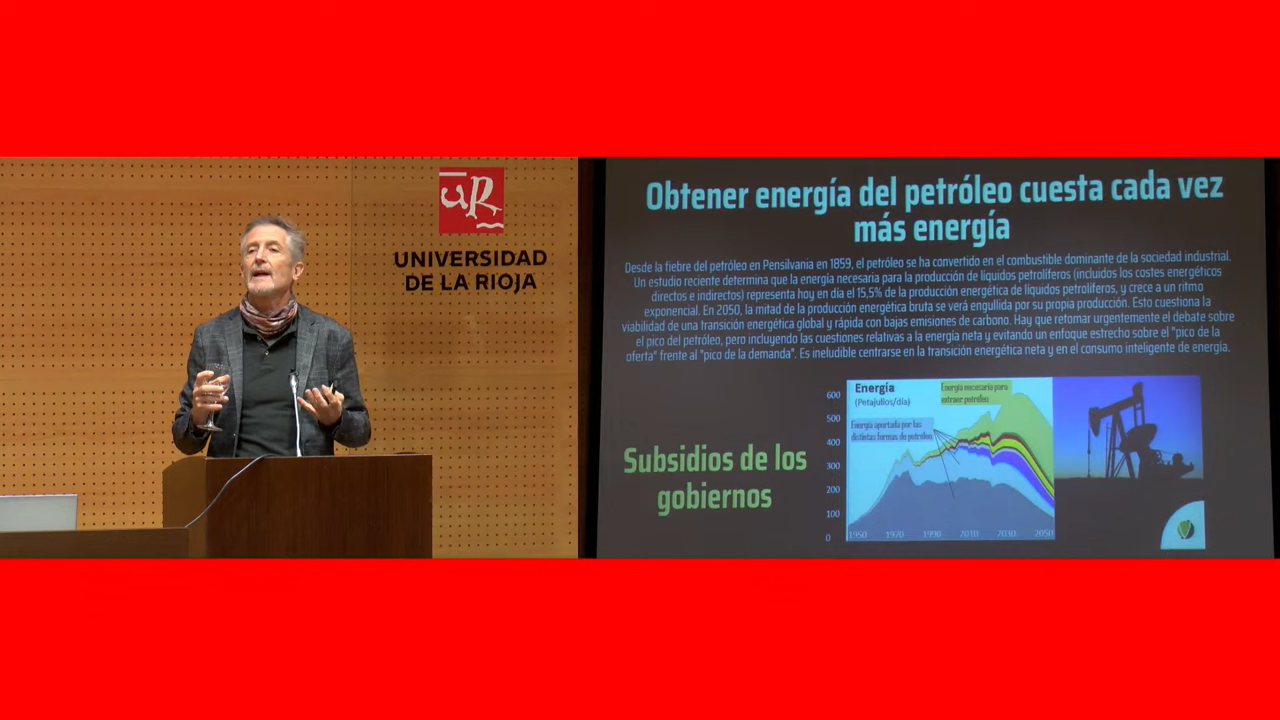 uR
UNIVERSIDAD
DE LA RIOJA
Obtener energía del petróleo cuesta cada vez
más energía
Desde la fiebre del petróleo en Pensilvania en 1859, el petróleo se ha convertido en el combustible dominante de la sociedad industrial.
Un estudio reciente determina que la energía necesaria para la producción de líquidos petrolíferos (incluidos los costes energéticos
directos e indirectos) representa hoy en día el 15,5% de la producción energética de líquidos petrolíferos, y crece a un ritmo
exponencial. En 2050, la mitad de la producción energética bruta se verá engullida por su propia producción. Esto cuestiona la
viabilidad de una transición energética global y rápida con bajas emisiones de carbono. Hay que retomar urgentemente el debate sobre
el pico del petróleo, pero incluyendo las cuestiones relativas a la energía neta y evitando un enfoque estrecho sobre el "pico de la
oferta" frente al "pico de la demanda". Es ineludible centrarse en la transición energética neta y en el consumo inteligente de energía.
Subsidios de los
gobiernos
Energía
(Petajulios/día)
Energía necesaria para
extraer petróleo
Energía aportada por las
distintas formas de petróleo
600
500
400
300
200
100
0
1950 1970 1990 2010 2030 2050